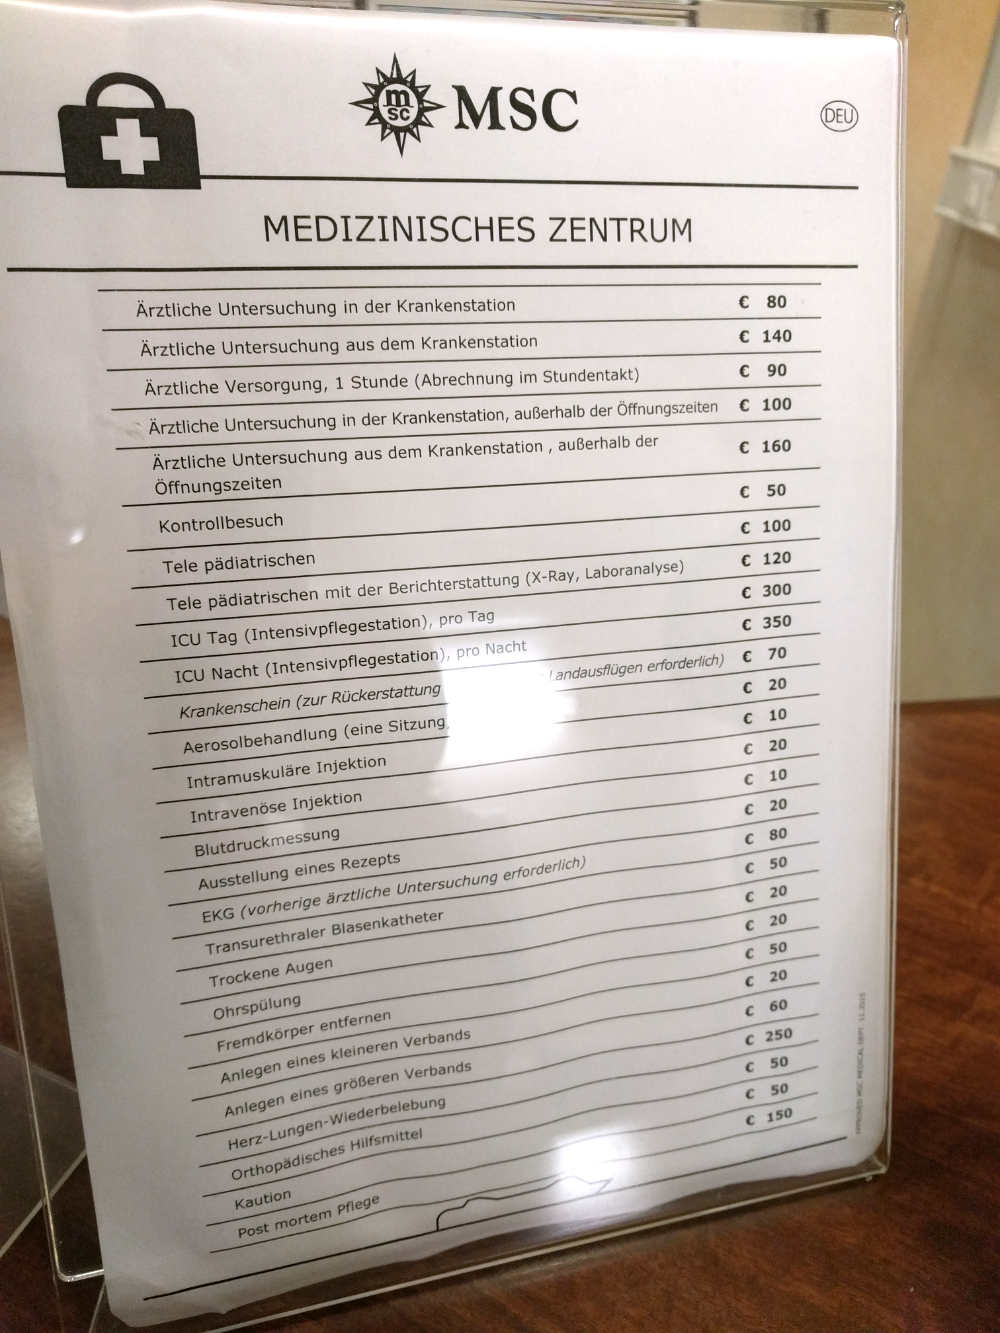 m
SC
MSC
DEU
MEDIZINISCHES ZENTRUM
Ärztliche Untersuchung in der Krankenstation € 80
Ärztliche Untersuchung aus dem Krankenstation € 140
Ärztliche Versorgung, 1 Stunde (Abrechnung im Stundentakt) € 90
Ärztliche Untersuchung in der Krankenstation, außerhalb der Öffnungszeiten € 100
Ärztliche Untersuchung aus dem Krankenstation , außerhalb der
Öffnungszeiten € 160
Kontrollbesuch € 50
Tele pädiatrischen € 100
Tele pädiatrischen mit der Berichterstattung (X-Ray, Laboranalyse) € 120
ICU Tag (Intensivpflegestation), pro Tag € 300
ICU Nacht (Intensivpflegestation), pro Nacht € 350
Krankenschein (zur Rückerstattung Landausflügen erforderlich) € 70
Aerosolbehandlung (eine Sitzung € 20
Intramuskuläre Injektion € 10
Intravenöse Injektion € 20
Blutdruckmessung € 10
Ausstellung eines Rezepts € 20
EKG (vorherige ärztliche Untersuchung erforderlich) € 80
Transurethraler Blasenkatheter € 50
Trockene Augen € 20
Ohrspülung € 20
Fremdkörper entfernen € 50
Anlegen eines kleineren Verbands € 20
Anlegen eines größeren Verbands € 60
Herz-Lungen-Wiederbelebung € 250
Orthopädisches Hilfsmittel € 50
Kaution € 50
Post mortem Pflege € 150
APPROVED MSC MEDICAL DEPT.